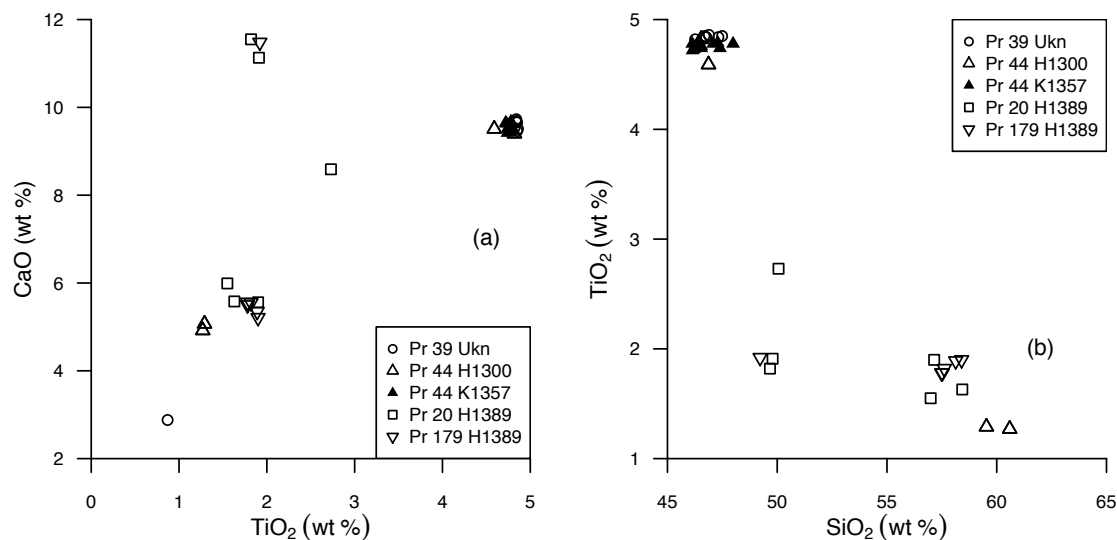 12
10
8
6
4
2
CaO (wt %)
0 1 2 3 4 5
TiO₂ (wt %)
(a)
Pr 39 Ukn
Pr 44 H1300
Pr 44 K1357
Pr 20 H1389
Pr 179 H1389
5
4
3
2
1
TiO₂ (wt %)
45 50 55 60 65
SiO₂ (wt %)
(b)
Pr 39 Ukn
Pr 44 H1300
Pr 44 K1357
Pr 20 H1389
Pr 179 H1389